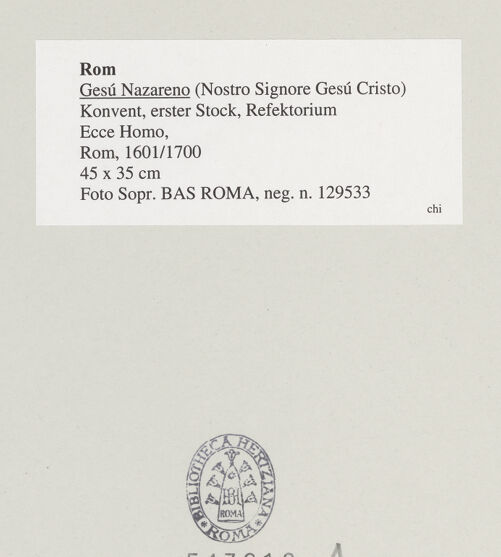 Rom
Gesú Nazareno (Nostro Signore Gesú Cristo)
Konvent, erster Stock, Refektorium
Ecce Homo,
Rom, 1601/1700
45 x 35 cm
Foto Sopr. BAS ROMA, neg. n. 129533
chi
BIBLIOTHECA HERTZIANA
ROMA
ROMA